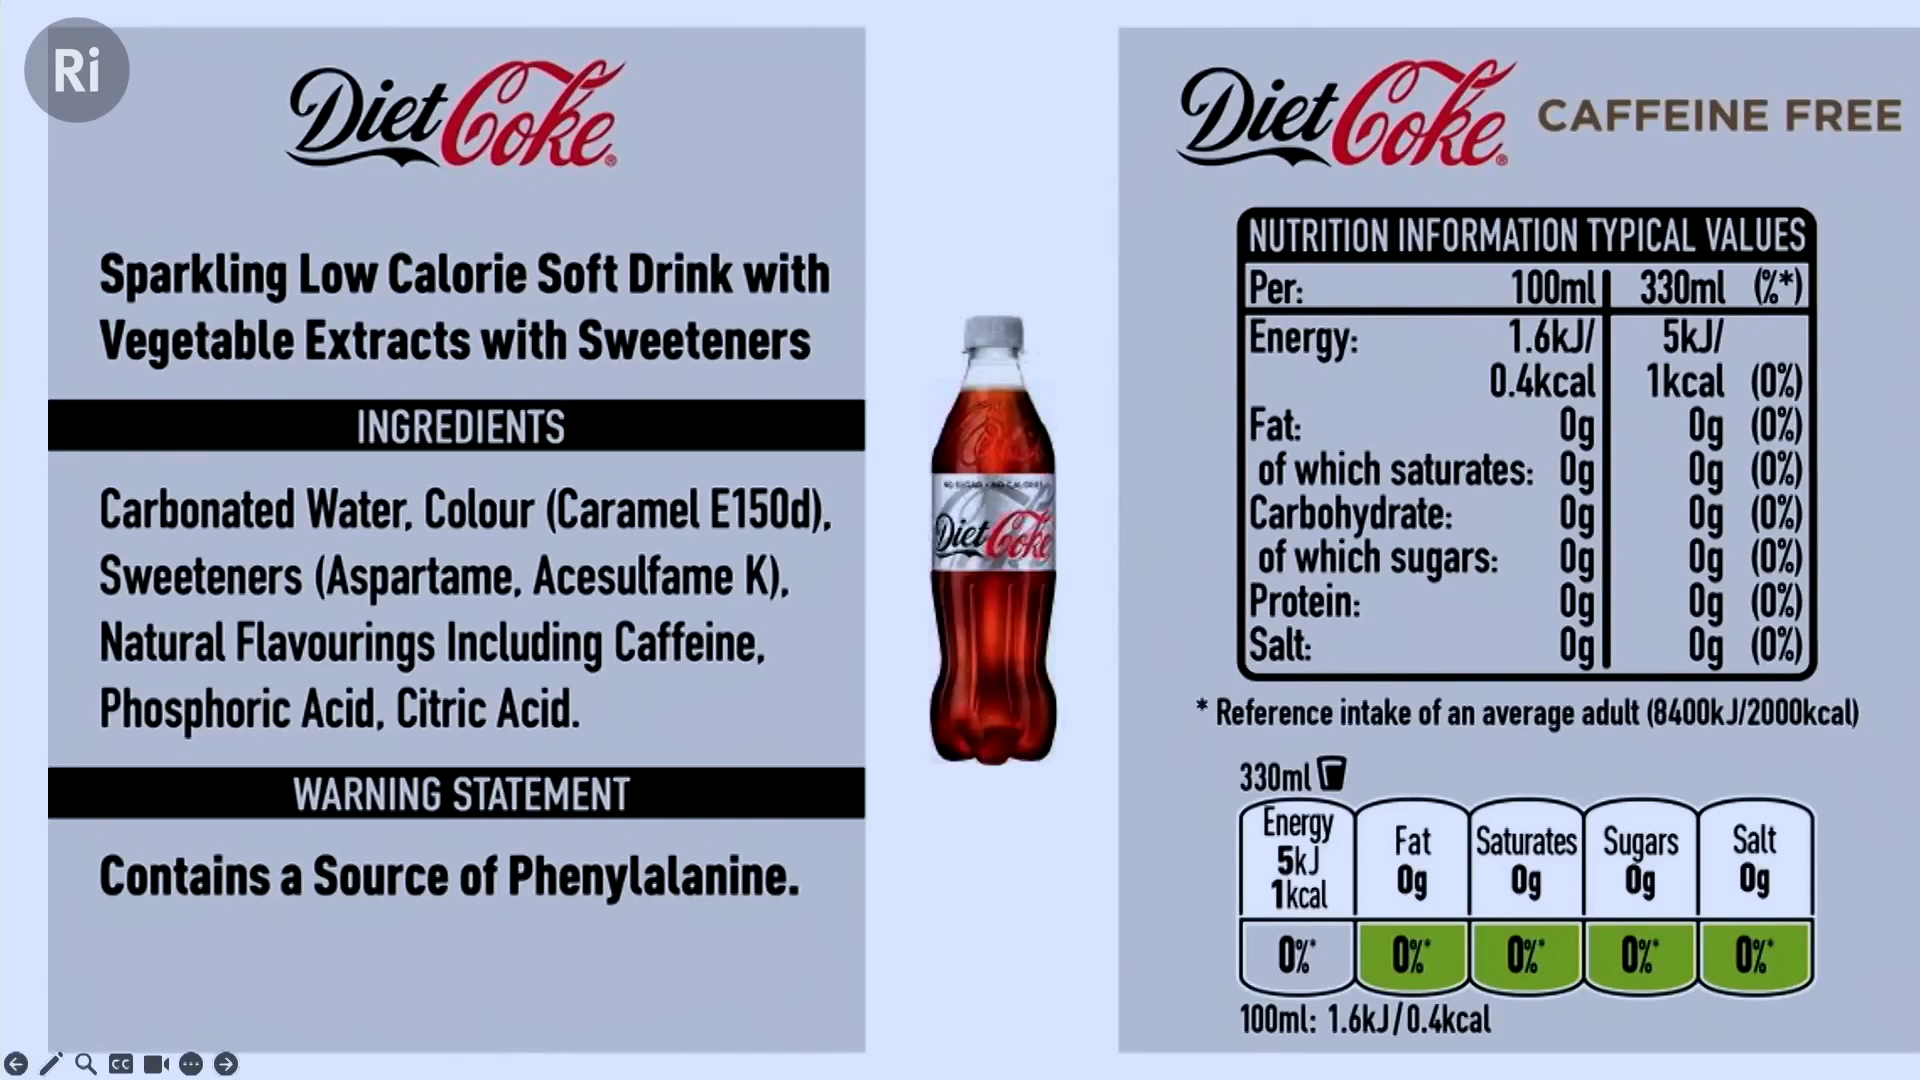 Ri
Diet Coke®
Sparkling Low Calorie Soft Drink with
Vegetable Extracts with Sweeteners
INGREDIENTS
Carbonated Water, Colour (Caramel E150d),
Sweeteners (Aspartame, Acesulfame K),
Natural Flavourings Including Caffeine,
Phosphoric Acid, Citric Acid.
WARNING STATEMENT
Contains a Source of Phenylalanine.
NO SUGAR • NO CALORIES
Diet Coke
Diet Coke® CAFFEINE FREE
NUTRITION INFORMATION TYPICAL VALUES
Per: 100ml 330ml (%*)
Energy: 1.6kJ/ 5kJ/
0.4kcal 1kcal (0%)
Fat: 0g 0g (0%)
of which saturates: 0g 0g (0%)
Carbohydrate: 0g 0g (0%)
of which sugars: 0g 0g (0%)
Protein: 0g 0g (0%)
Salt: 0g 0g (0%)
* Reference intake of an average adult (8400kJ/2000kcal)
330ml
Energy 5kJ 1kcal
Fat 0g
Saturates 0g
Sugars 0g
Salt 0g
0%* 0%* 0%* 0%* 0%*
100ml: 1.6kJ/0.4kcal
CC